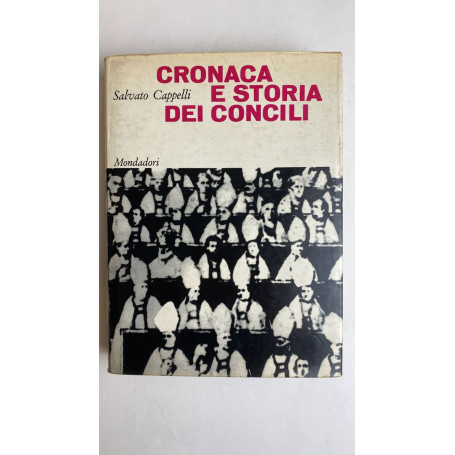 CRONACA
Salvato Cappelli
E STORIA
DEI CONCILI
Mondadori